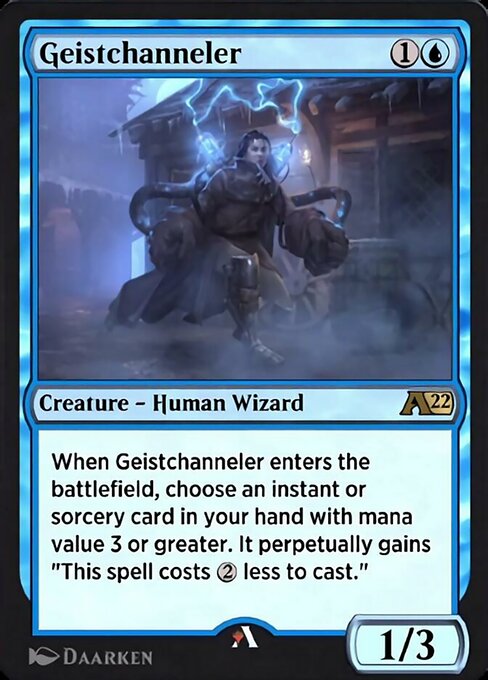 Geistchanneler 1
Creature – Human Wizard A22
When Geistchanneler enters the
battlefield, choose an instant or
sorcery card in your hand with mana
value 3 or greater. It perpetually gains
"This spell costs 2 less to cast."
1/3
DAARKEN